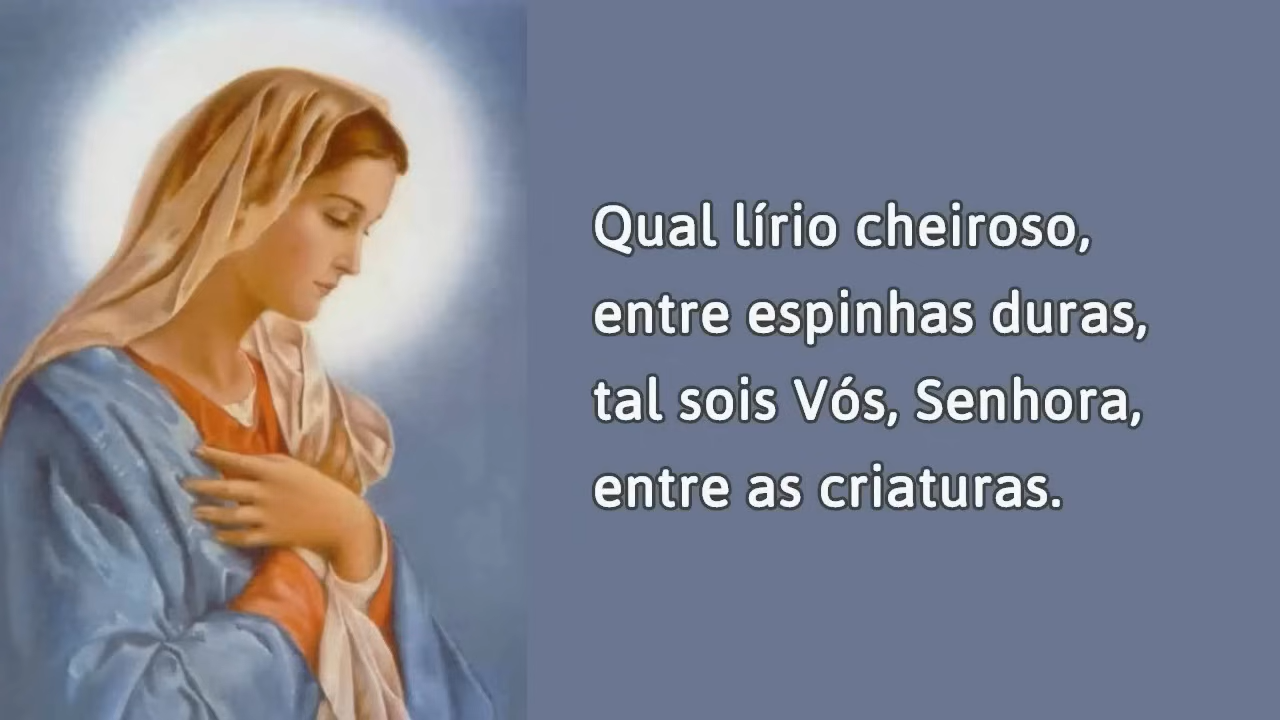 Qual lírio cheiroso,
entre espinhas duras,
tal sois Vós, Senhora,
entre as criaturas.